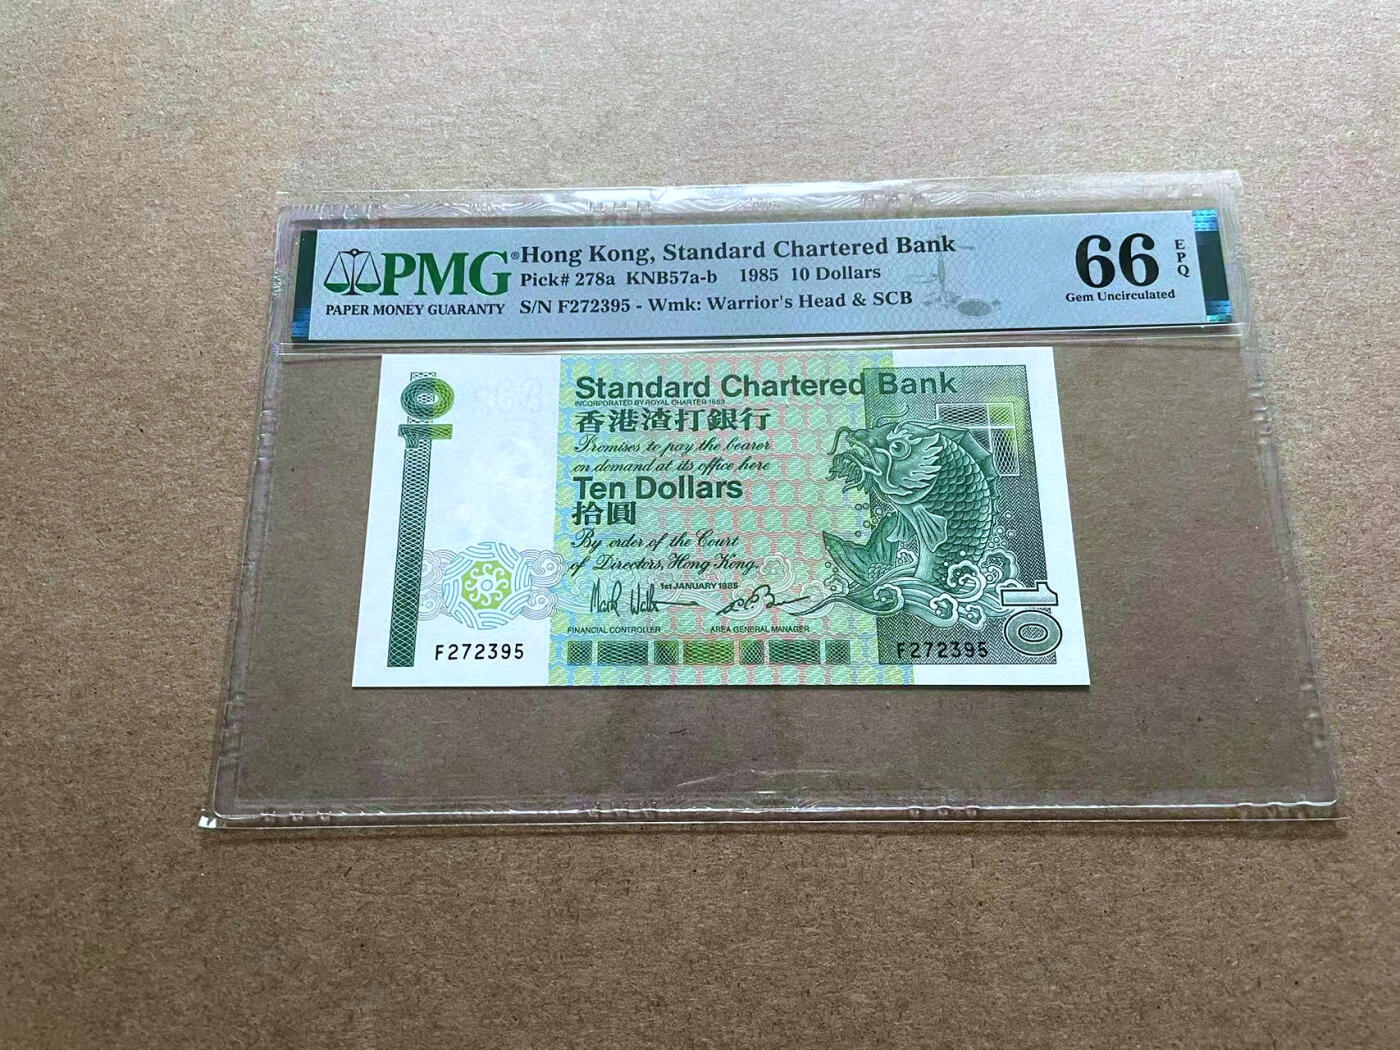 PMG®
PAPER MONEY GUARANTY
Hong Kong, Standard Chartered Bank
Pick# 278a KNB57a-b 1985 10 Dollars
S/N F272395 - Wmk: Warrior's Head & SCB
66 EPQ
Gem Uncirculated
10
Standard Chartered Bank
INCORPORATED BY ROYAL CHARTER 1853
香港渣打銀行
Promises to pay the bearer
on demand at its office here
Ten Dollars
拾圓
By order of the Court
of Directors, Hong Kong.
1st JANUARY 1985
FINANCIAL CONTROLLER
AREA GENERAL MANAGER
F272395
F272395
10